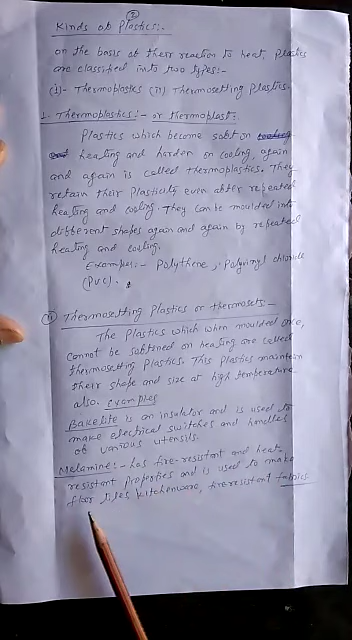 (2)
Kinds of Plastics:-
on the basis of their reaction to heat, Plastics
are classified into two types:-
(i)- Thermoplastics (ii) Thermosetting Plastics.
1. Thermoplastics:- or thermoplast:
Plastics which become soft on
heating and harden on cooling again
and again is called thermoplastics. They
retain their Plasticity even after repeated
heating and cooling. They can be moulded into
different shapes again and again by repeated
heating and cooling.
Example:- Polythene, Polyvinyl chloride
(PVC).
(ii) Thermosetting Plastics or thermosets-
The Plastics which when moulded once,
cannot be softened on heating are called
thermosetting Plastics. This Plastics maintain
their shape and size at high temperature
also. Examples
Bakelite is an insulator and is used to
make electrical switches and handles
of various utensils.
Melamine:- has fire-resistant and heat
resistant properties and is used to make
floor tiles kitchenware, fire resistant fabrics